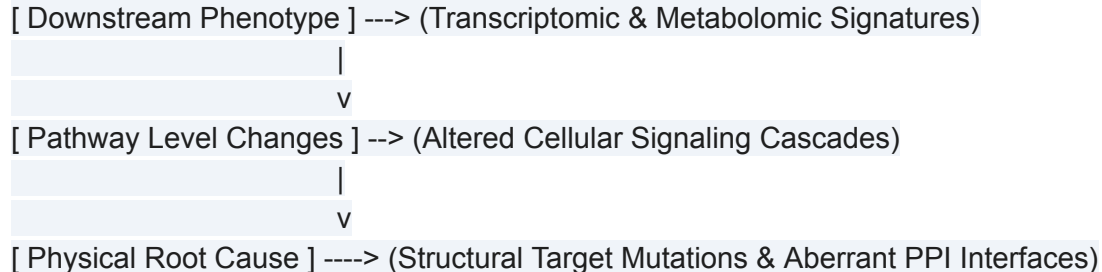 [ Downstream Phenotype ] ---> (Transcriptomic & Metabolomic Signatures)
|
v
[ Pathway Level Changes ] --> (Altered Cellular Signaling Cascades)
|
v
[ Physical Root Cause ] ----> (Structural Target Mutations & Aberrant PPI Interfaces)